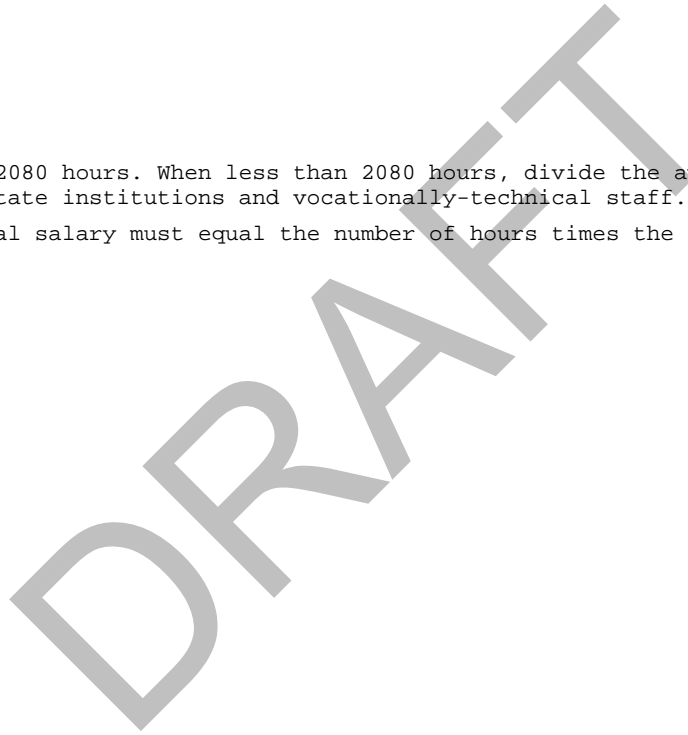 2080 hours. When less than 2080 hours, divide the a
tate institutions and vocationally-technical staff.
al salary must equal the number of hours times the
DRAFT